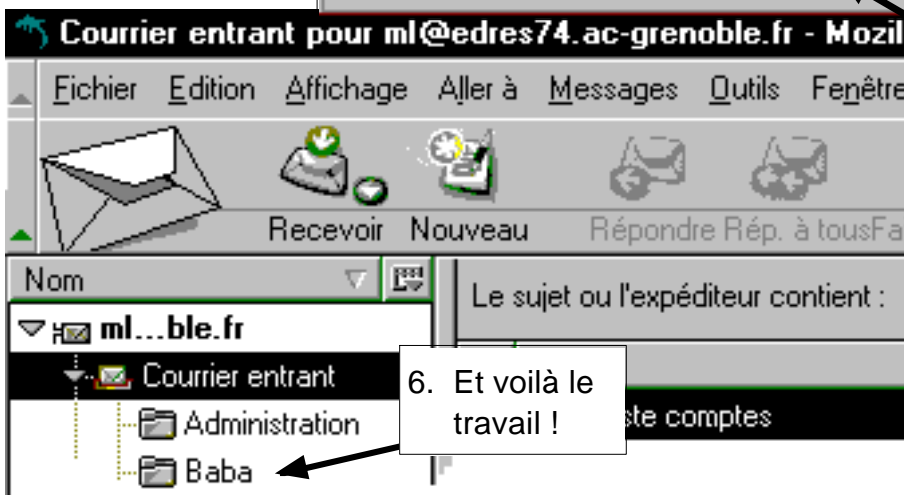 Courrier entrant pour ml@edres74.ac-grenoble.fr - Mozil
Fichier Edition Affichage Aller à Messages Outils Fenêtre
Recevoir Nouveau Répondre Rép. à tous Fa
Nom
Le sujet ou l'expéditeur contient :
ml...ble.fr
Courrier entrant
6. Et voilà le
travail !
Administration
ste comptes
Baba